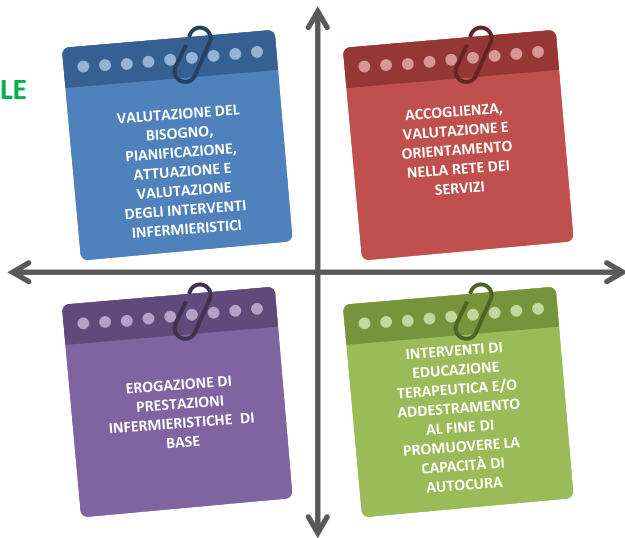 LE
VALUTAZIONE DEL
BISOGNO,
PIANIFICAZIONE,
ATTUAZIONE E
VALUTAZIONE
DEGLI INTERVENTI
INFERMIERISTICI
ACCOGLIENZA,
VALUTAZIONE E
ORIENTAMENTO
NELLA RETE DEI
SERVIZI
EROGAZIONE DI
PRESTAZIONI
INFERMIERISTICHE DI
BASE
INTERVENTI DI
EDUCAZIONE
TERAPEUTICA E/O
ADDESTRAMENTO
AL FINE DI
PROMUOVERE LA
CAPACITÀ DI
AUTOCURA